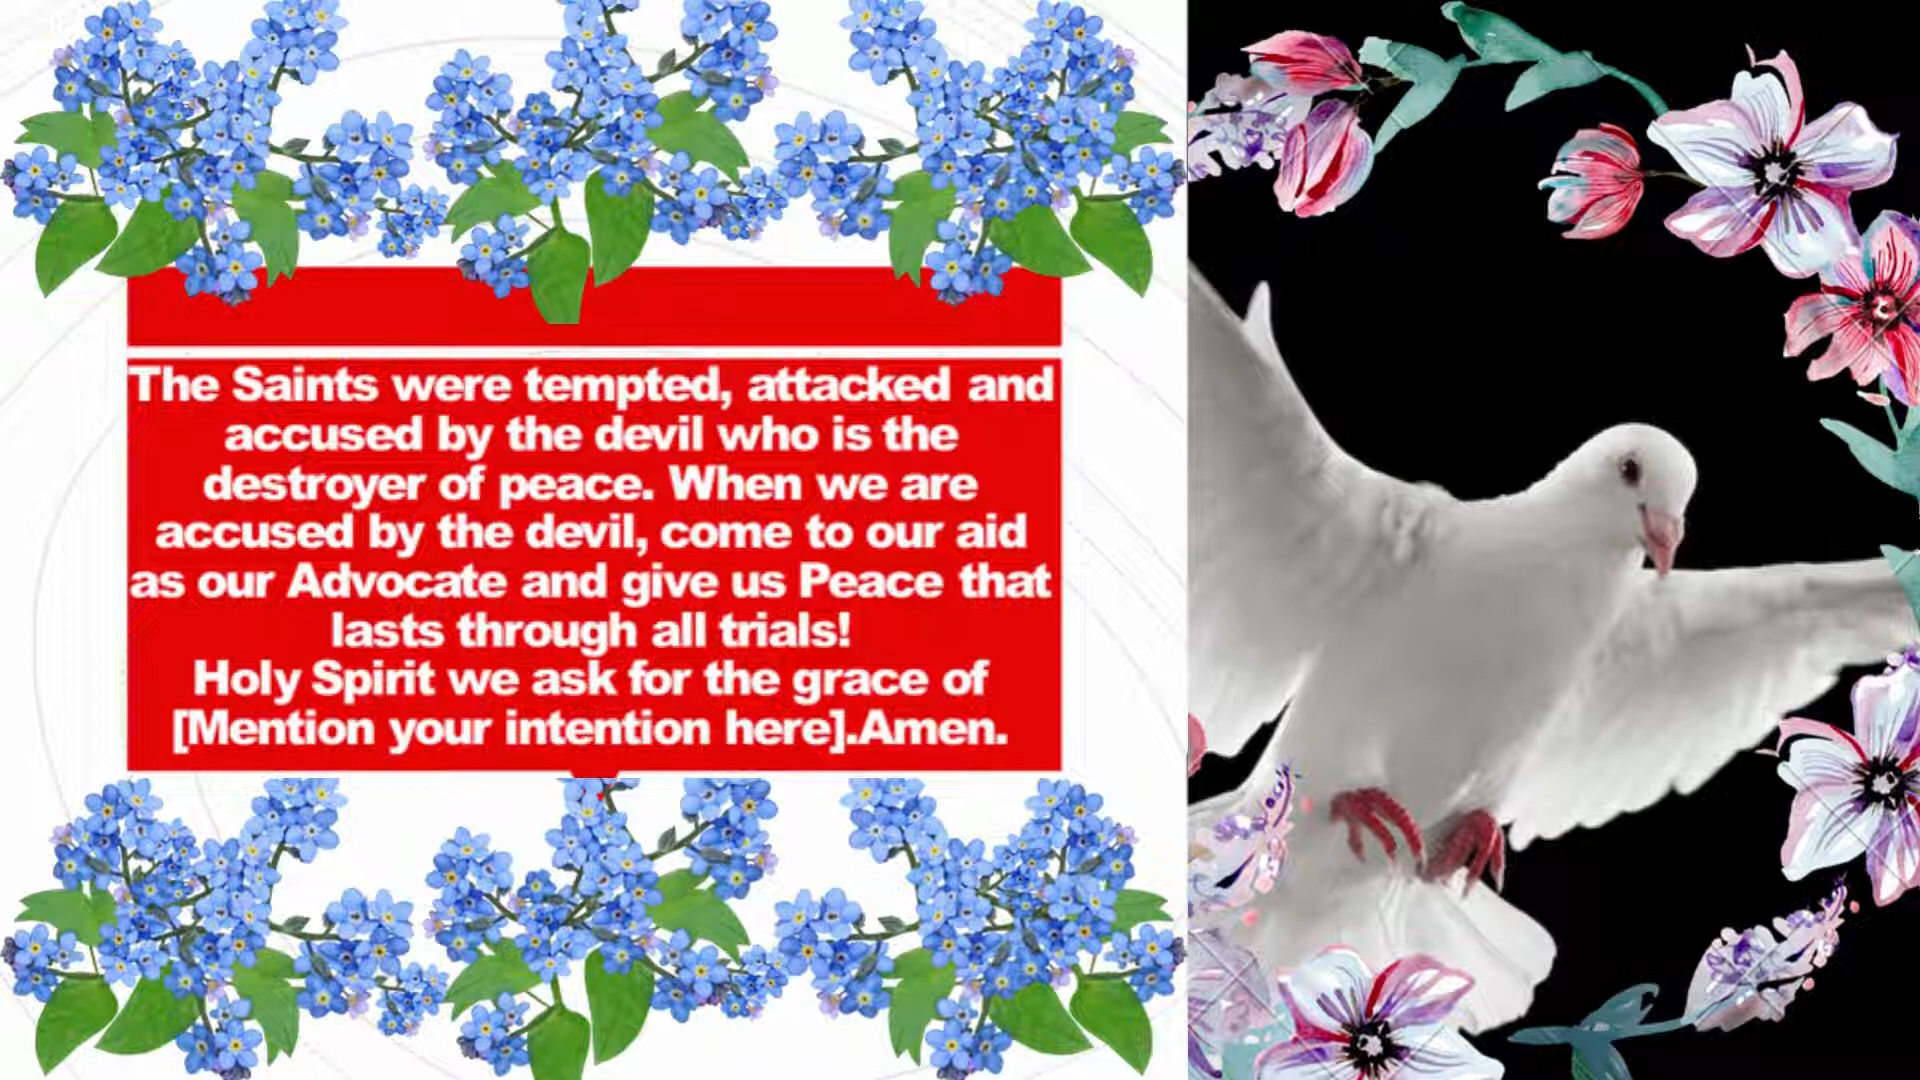 The Saints were tempted, attacked and
accused by the devil who is the
destroyer of peace. When we are
accused by the devil, come to our aid
as our Advocate and give us Peace that
lasts through all trials!
Holy Spirit we ask for the grace of
[Mention your intention here].Amen.